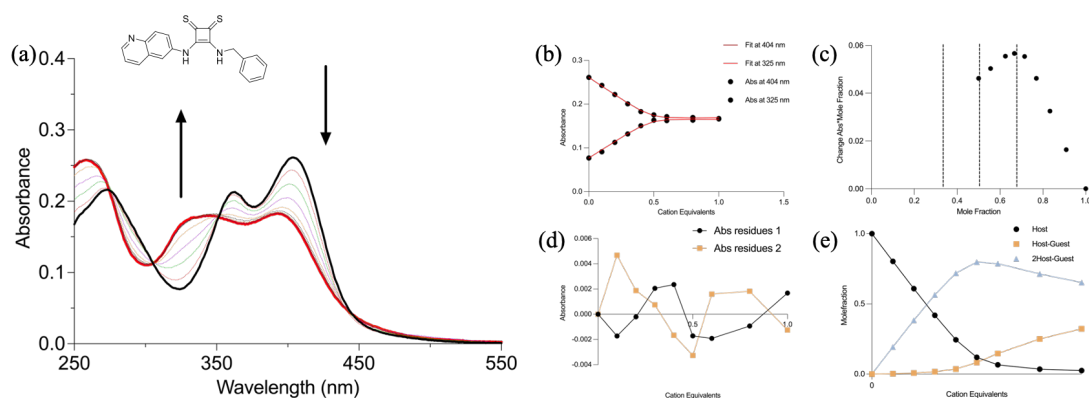 (a)
S S
N
N
H
N
H
0.4
0.3
0.2
0.1
0.0
Absorbance
250 350 450 550
Wavelength (nm)
(b)
Fit at 404 nm
Fit at 325 nm
Abs at 404 nm
Abs at 325 nm
0.3
0.2
0.1
0.0
Absorbance
0.0 0.5 1.0 1.5
Cation Equivalents
(c)
0.06
0.04
0.02
0.00
Change Abs*Mole Fraction
0.0 0.2 0.4 0.6 0.8 1.0
Mole Fraction
(d)
Abs residues 1
Abs residues 2
0.006
0.004
0.002
0.000
-0.002
-0.004
Absorbance
0.5 1.0
Cation Equivalents
(e)
Host
Host-Guest
2Host-Guest
1.0
0.5
0.0
Molefraction
0
Cation Equivalents